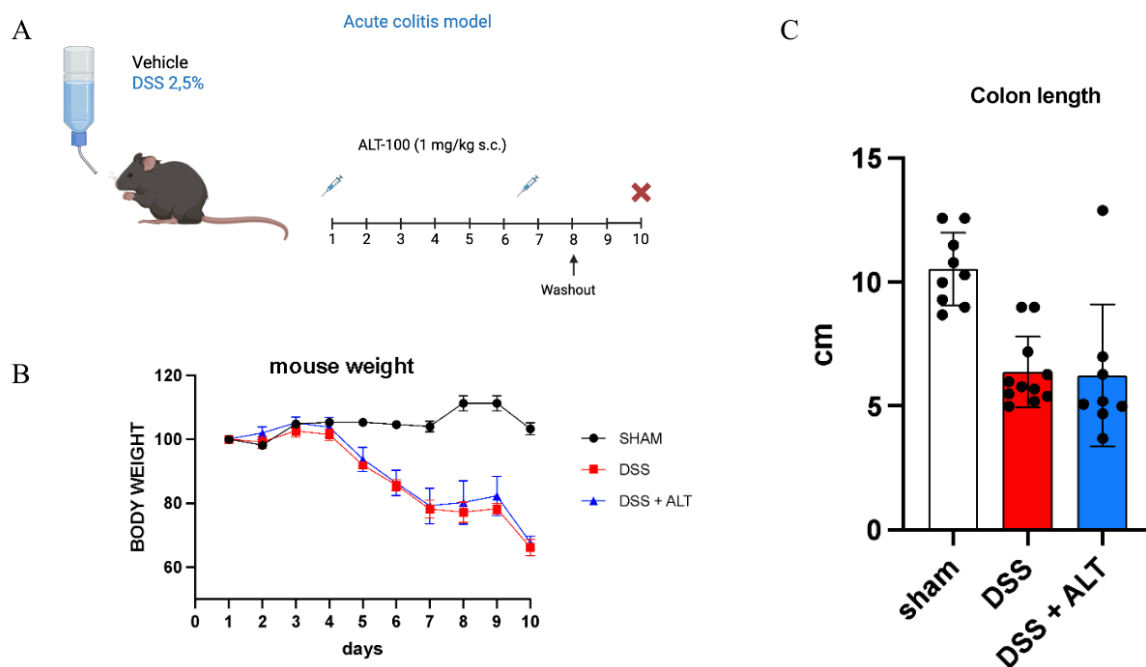 A
Acute colitis model
Vehicle
DSS 2,5%
ALT-100 (1 mg/kg s.c.)
1 2 3 4 5 6 7 8 9 10
Washout
B
mouse weight
120
100
80
60
BODY WEIGHT
0 1 2 3 4 5 6 7 8 9 10
days
SHAM
DSS
DSS + ALT
C
Colon length
15
10
5
0
cm
sham
DSS
DSS + ALT